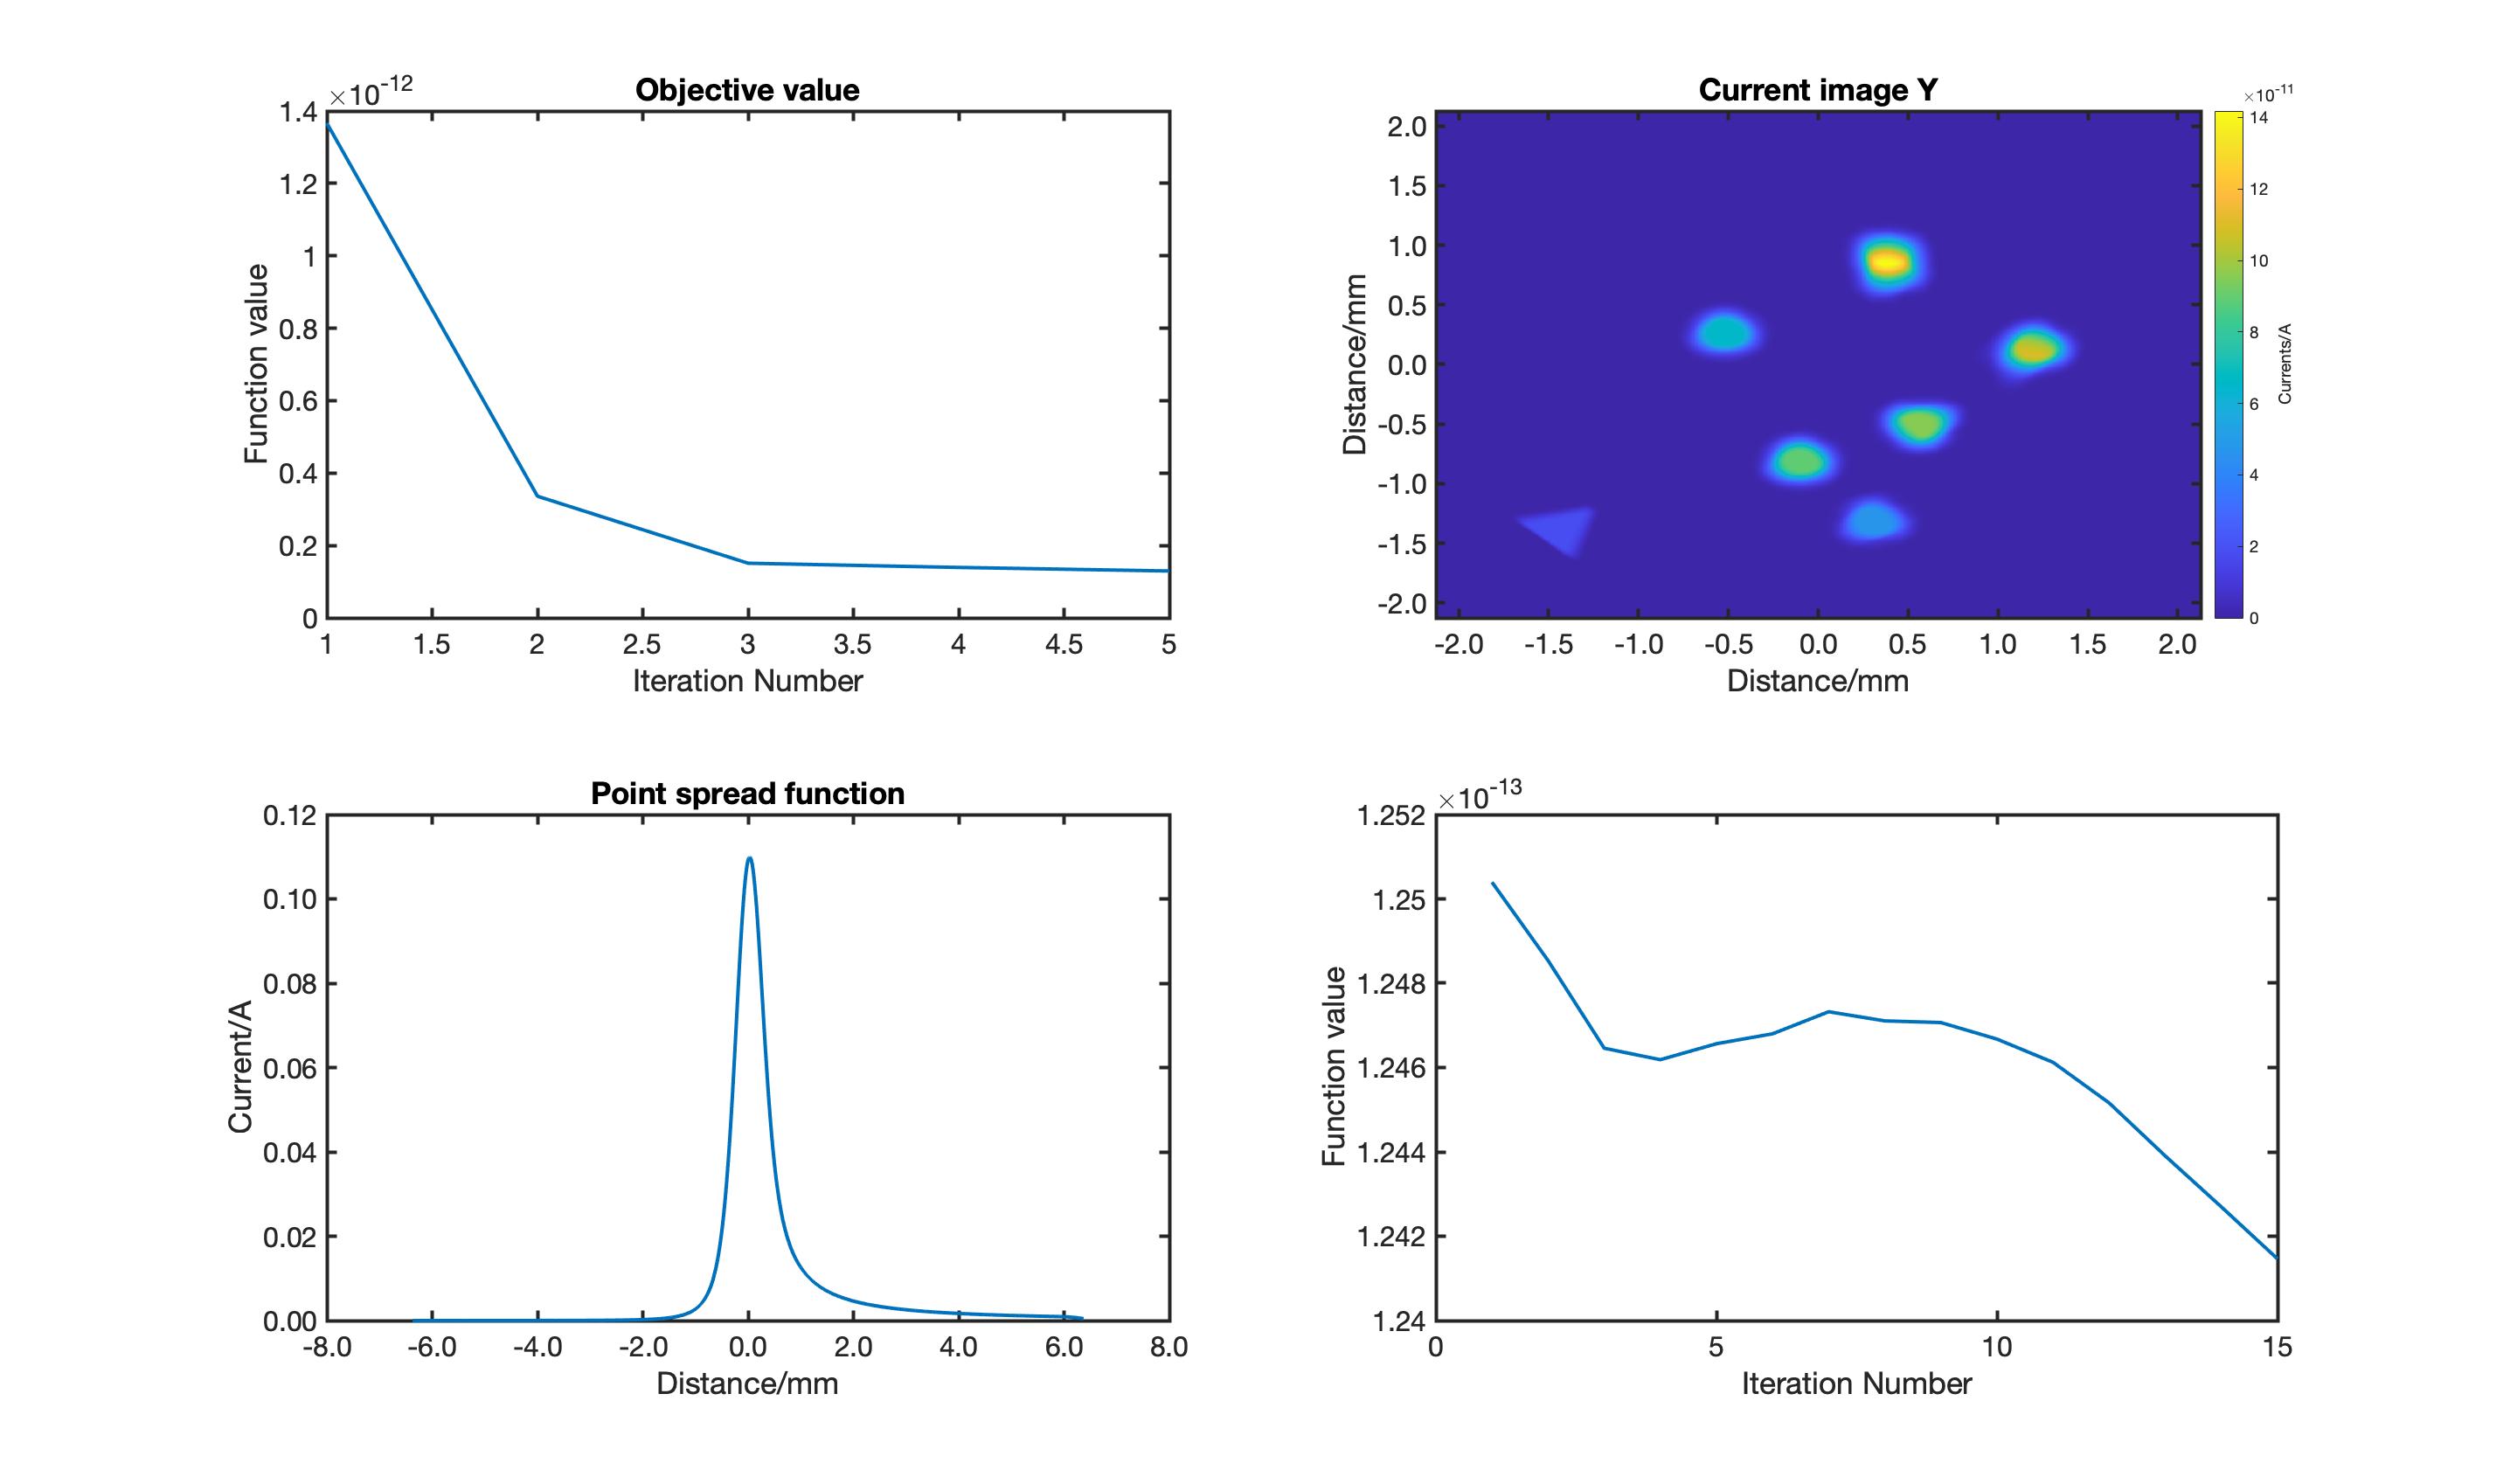 Objective value
×10-12
1.4
1.2
1
0.8
0.6
0.4
0.2
0
Function value
1 1.5 2 2.5 3 3.5 4 4.5 5
Iteration Number
Current image Y
2.0
1.5
1.0
0.5
0.0
-0.5
-1.0
-1.5
-2.0
Distance/mm
-2.0 -1.5 -1.0 -0.5 0.0 0.5 1.0 1.5 2.0
Distance/mm
×10-11
14
12
10
8
6
4
2
0
Currents/A
Point spread function
0.12
0.10
0.08
0.06
0.04
0.02
0.00
Current/A
-8.0 -6.0 -4.0 -2.0 0.0 2.0 4.0 6.0 8.0
Distance/mm
×10-13
1.252
1.25
1.248
1.246
1.244
1.242
1.24
Function value
0 5 10 15
Iteration Number